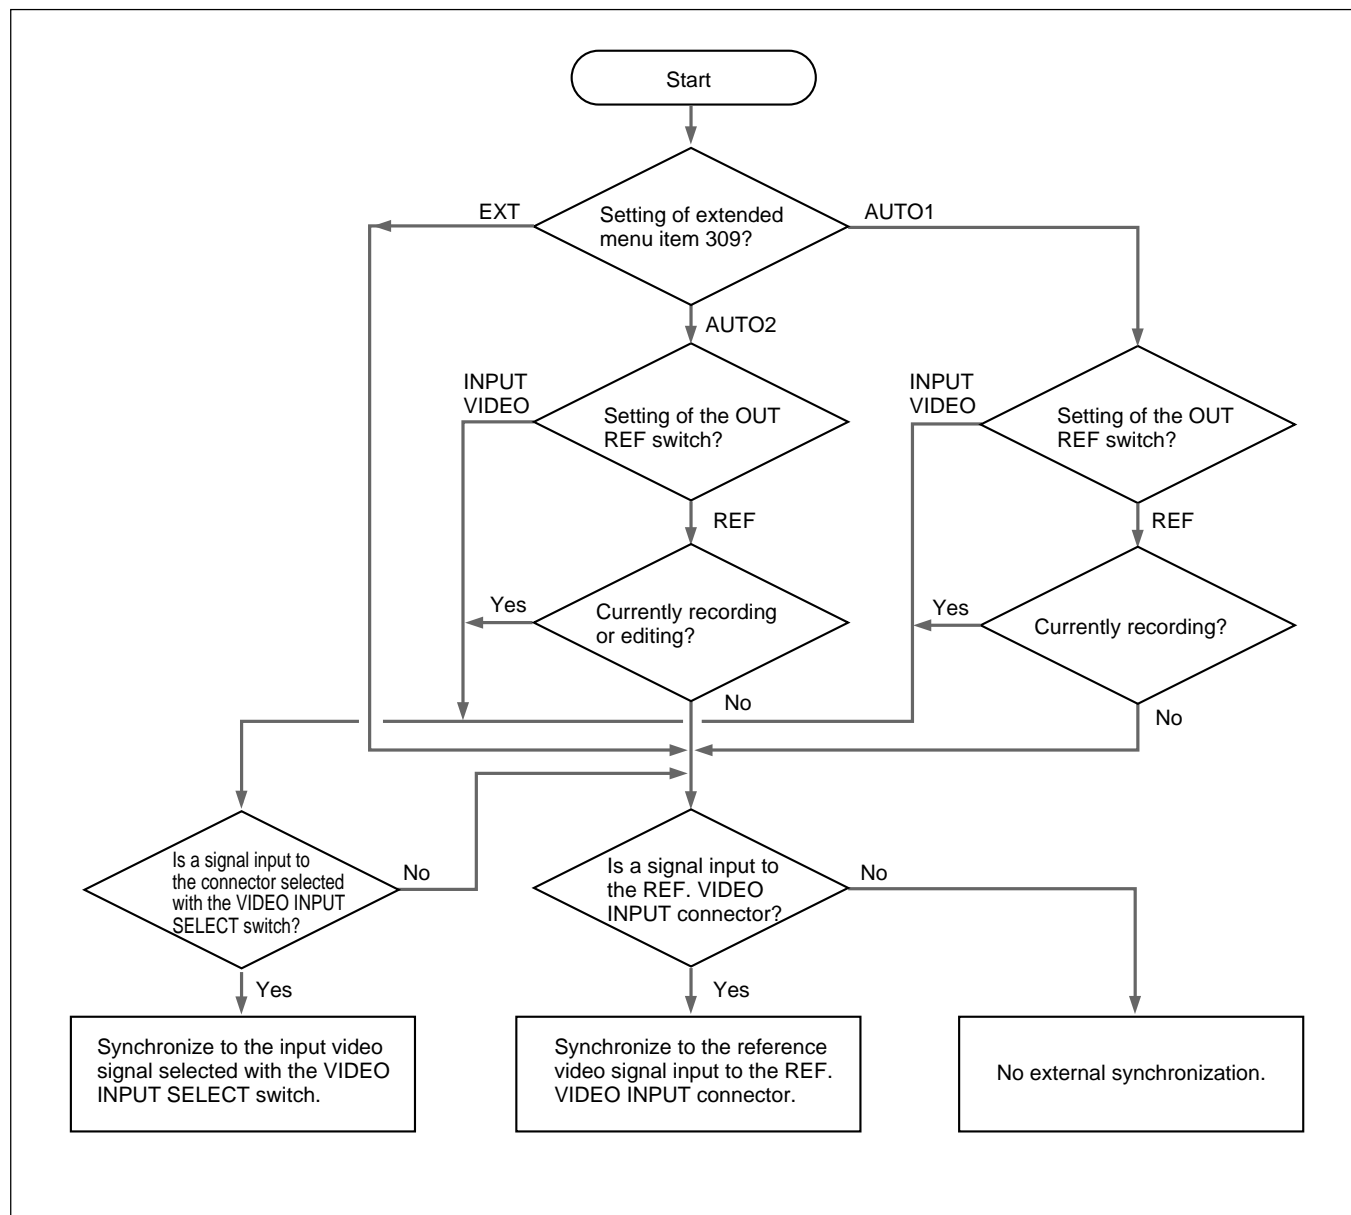 Start
Setting of extended
menu item 309?
EXT
AUTO1
AUTO2
INPUT
VIDEO
Setting of the OUT
REF switch?
INPUT
VIDEO
Setting of the OUT
REF switch?
REF
REF
Yes
Currently recording
or editing?
Yes
Currently recording?
No
No
Is a signal input to
the connector selected
with the VIDEO INPUT
SELECT switch?
No
Is a signal input to
the REF. VIDEO
INPUT connector?
No
Yes
Yes
Synchronize to the input video
signal selected with the VIDEO
INPUT SELECT switch.
Synchronize to the reference
video signal input to the REF.
VIDEO INPUT connector.
No external synchronization.